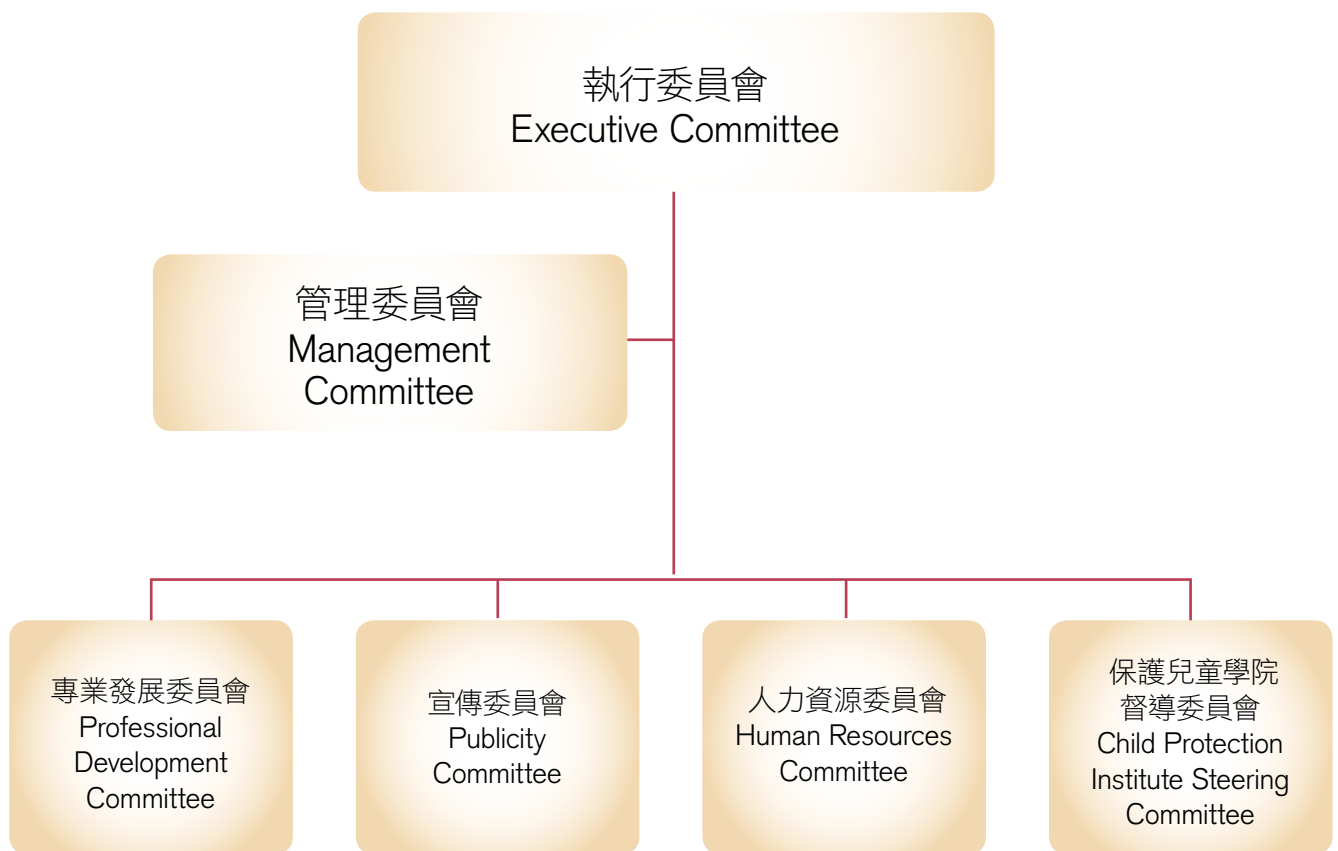 執行委員會
Executive Committee
管理委員會
Management
Committee
專業發展委員會
Professional
Development
Committee
宣傳委員會
Publicity
Committee
人力資源委員會
Human Resources
Committee
保護兒童學院
督導委員會
Child Protection
Institute Steering
Committee